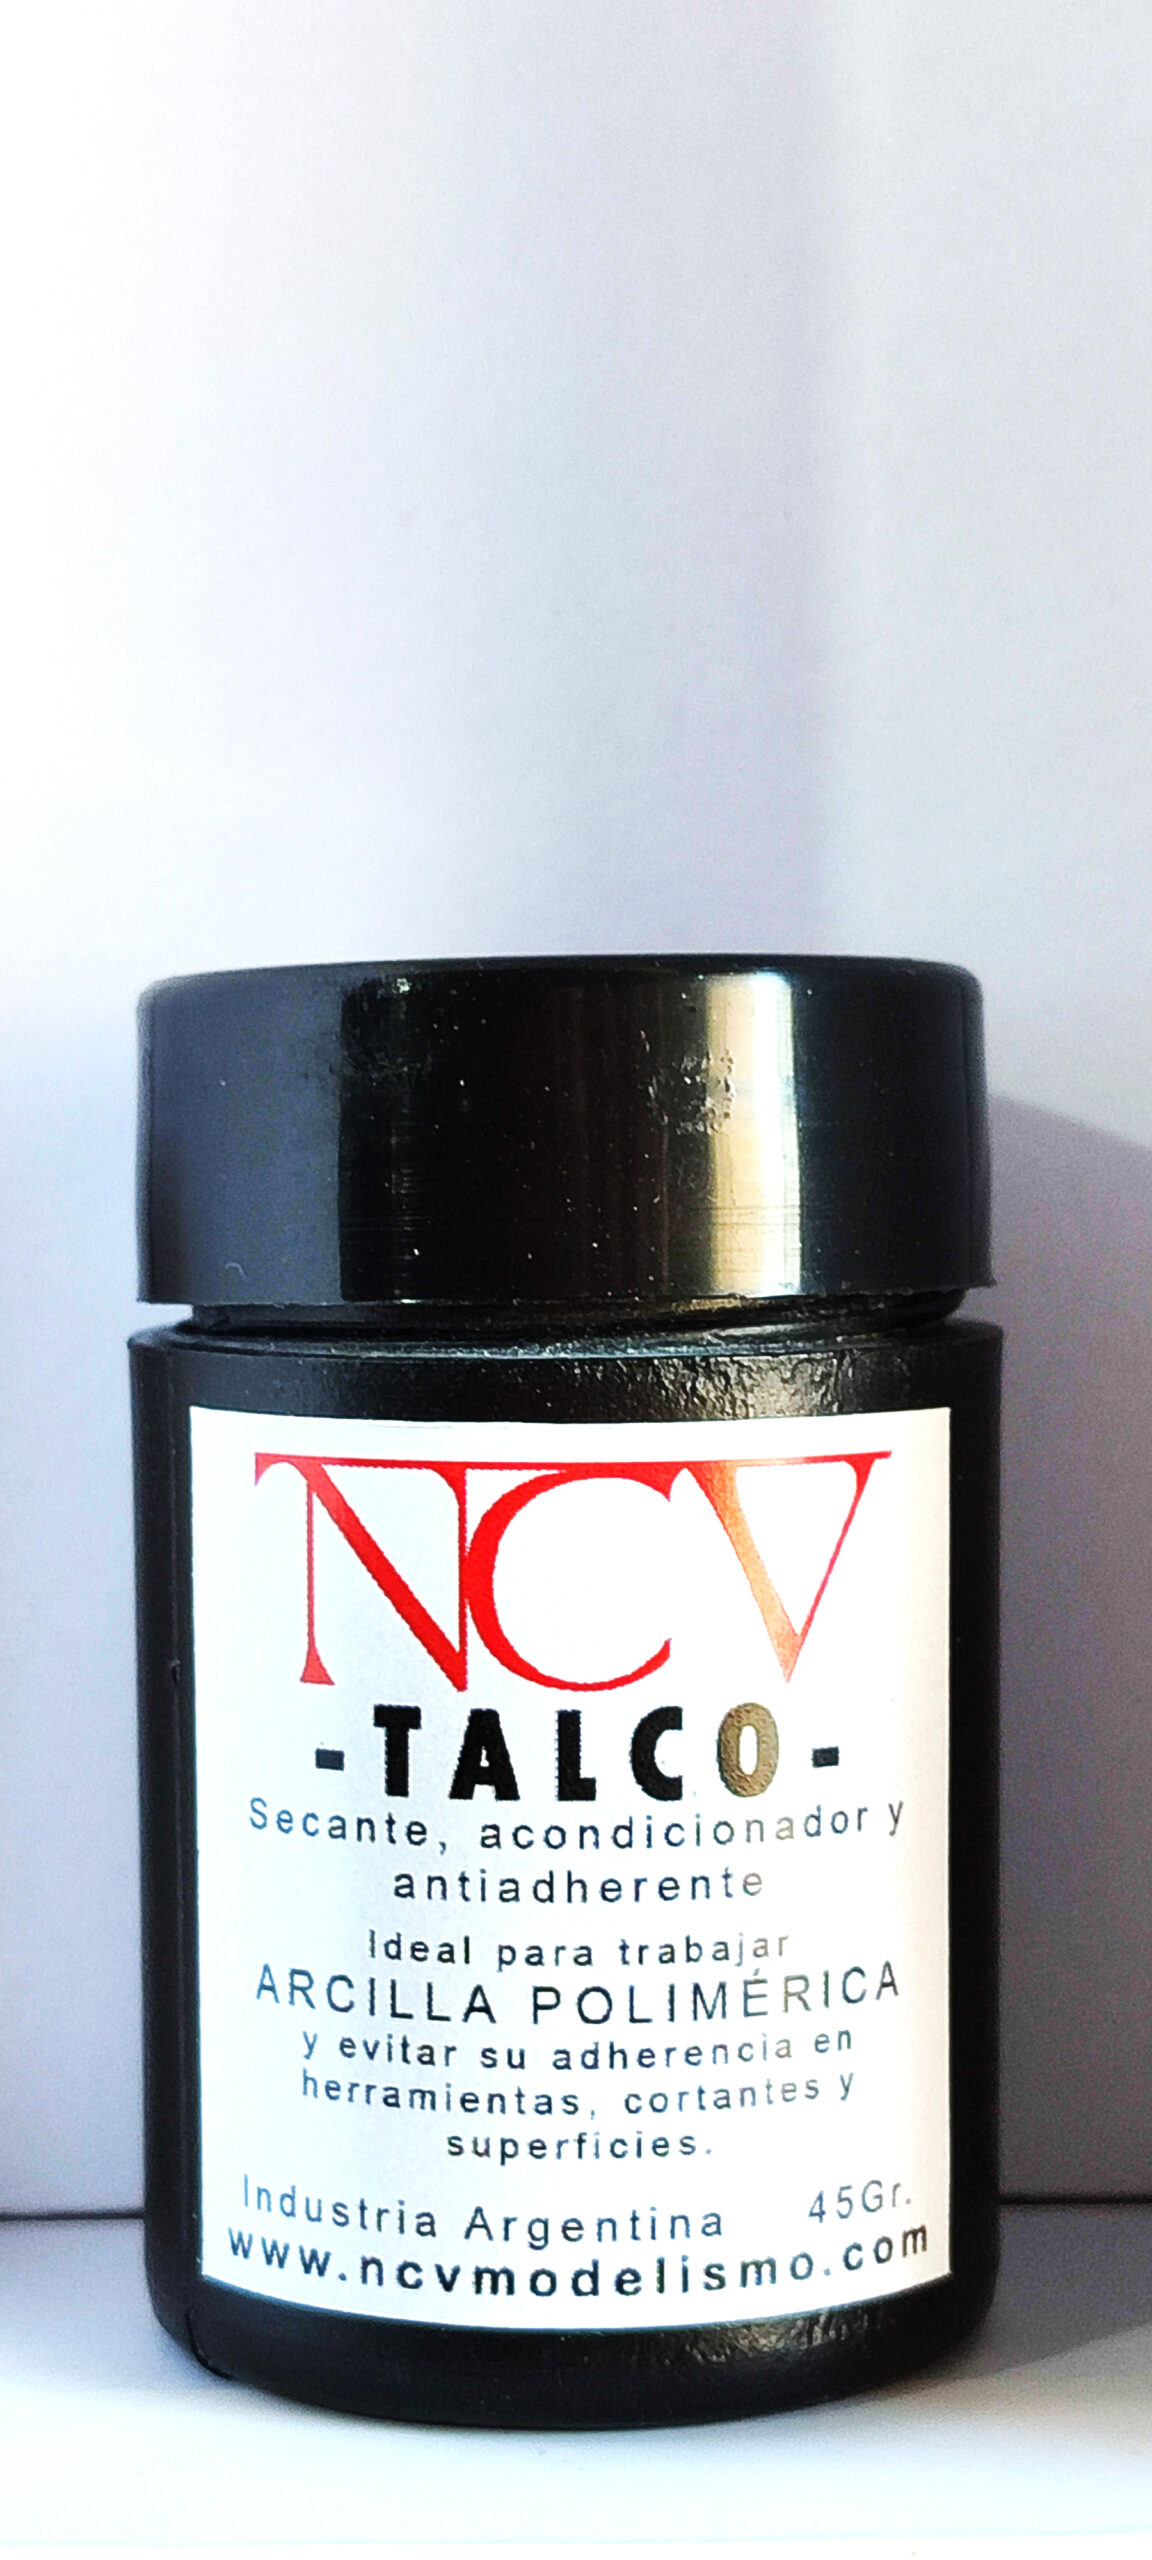 NCV
-TALCO-
Secante, acondicionador y
antiadherente
Ideal para trabajar
ARCILLA POLIMÉRICA
y evitar su adherencia en
herramientas, cortantes y
superficies.
Industria Argentina 45Gr.
www.ncvmodelismo.com